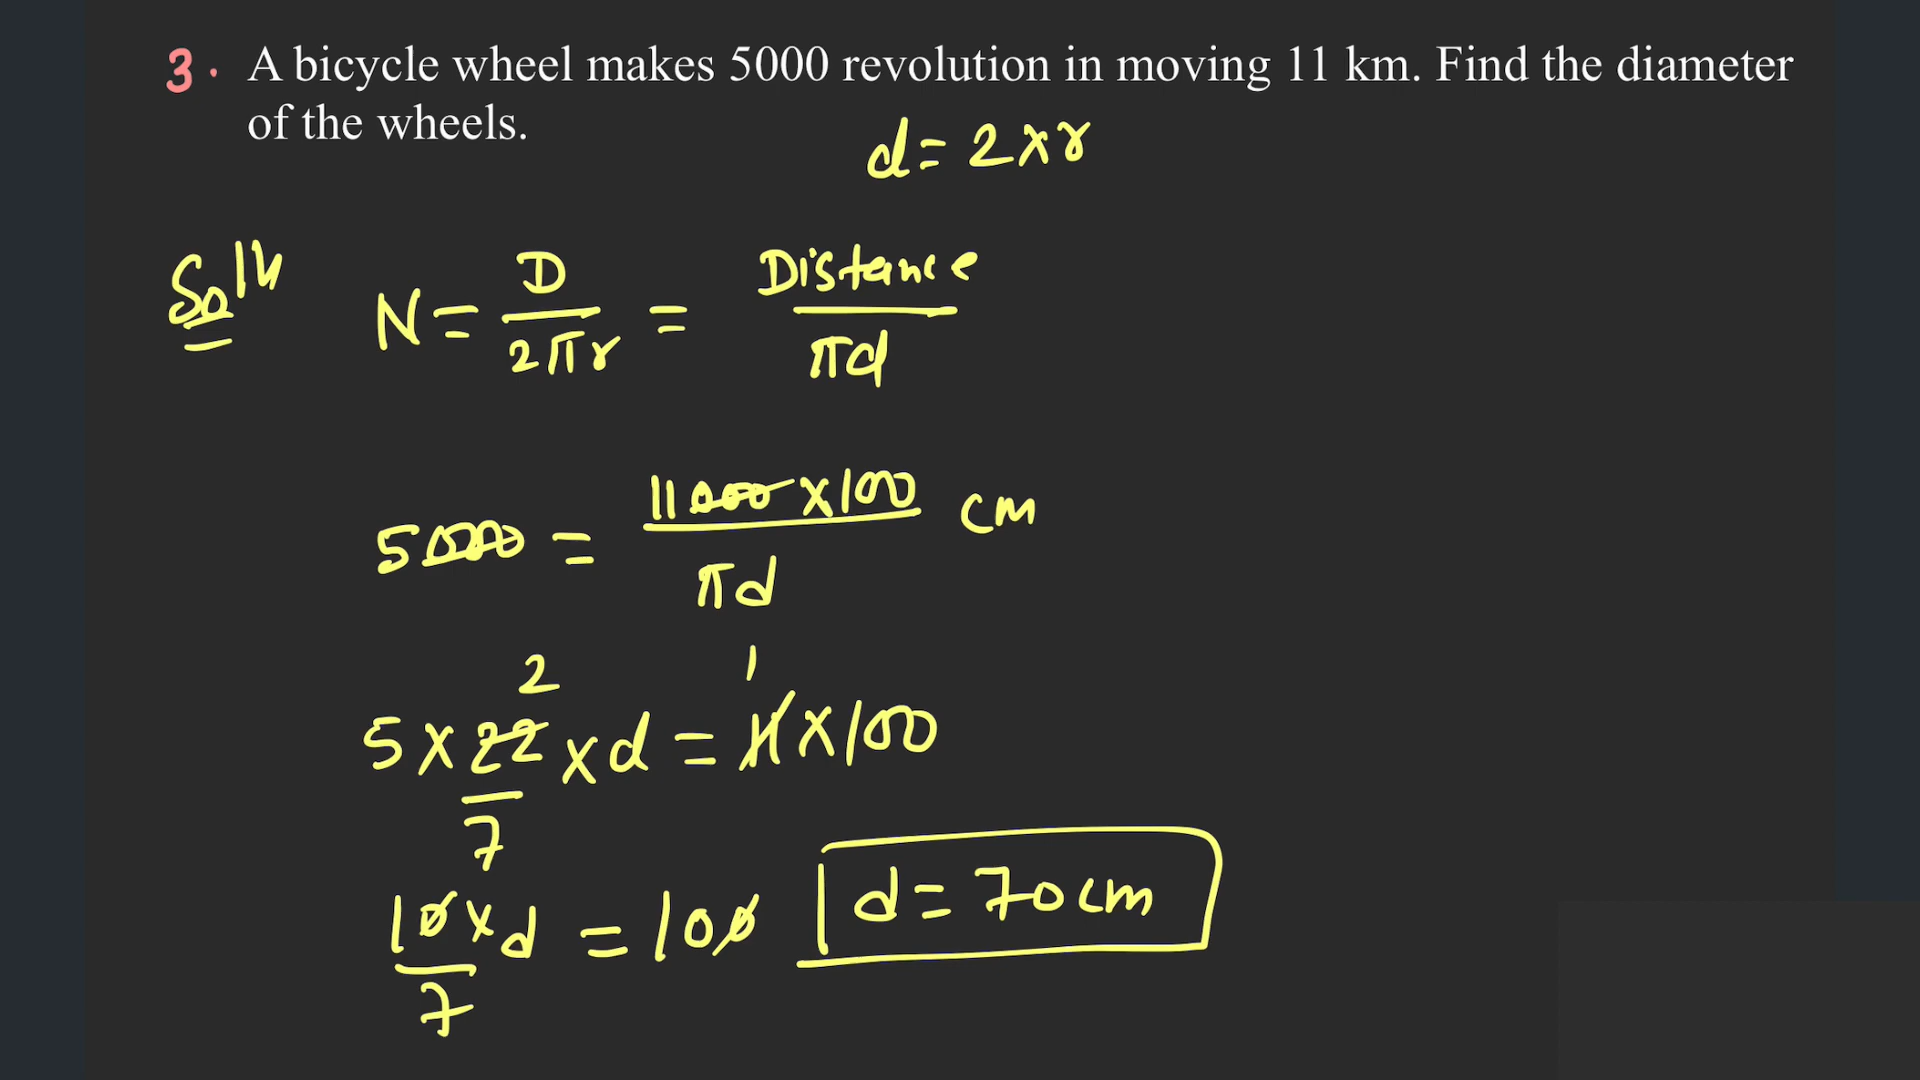 3. A bicycle wheel makes 5000 revolution in moving 11 km. Find the diameter
of the wheels.
d = 2 x r
Soln N = D/2πr = Distance/πd
5000 = 11000 x 100/πd cm
2 1
5 x 22/7 x d = 11 x 100
10/7 x d = 100 d = 70 cm